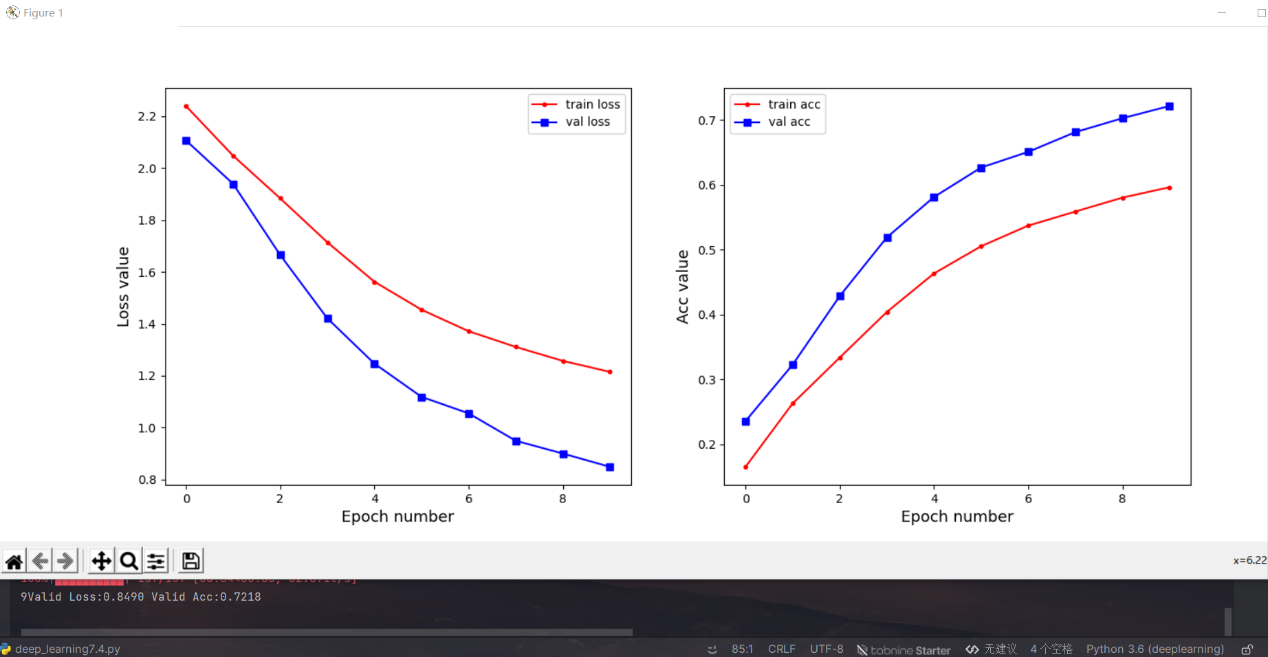 Figure 1
train loss
val loss
2.2
2.0
1.8
1.6
1.4
1.2
1.0
0.8
Loss value
0 2 4 6 8
Epoch number
train acc
val acc
0.7
0.6
0.5
0.4
0.3
0.2
Acc value
0 2 4 6 8
Epoch number
x=6.22
9Valid Loss:0.8490 Valid Acc:0.7218
deep_learning7.4.py 85:1 CRLF UTF-8 tabnine Starter 无建议 4 个空格 Python 3.6 (deeplearning)